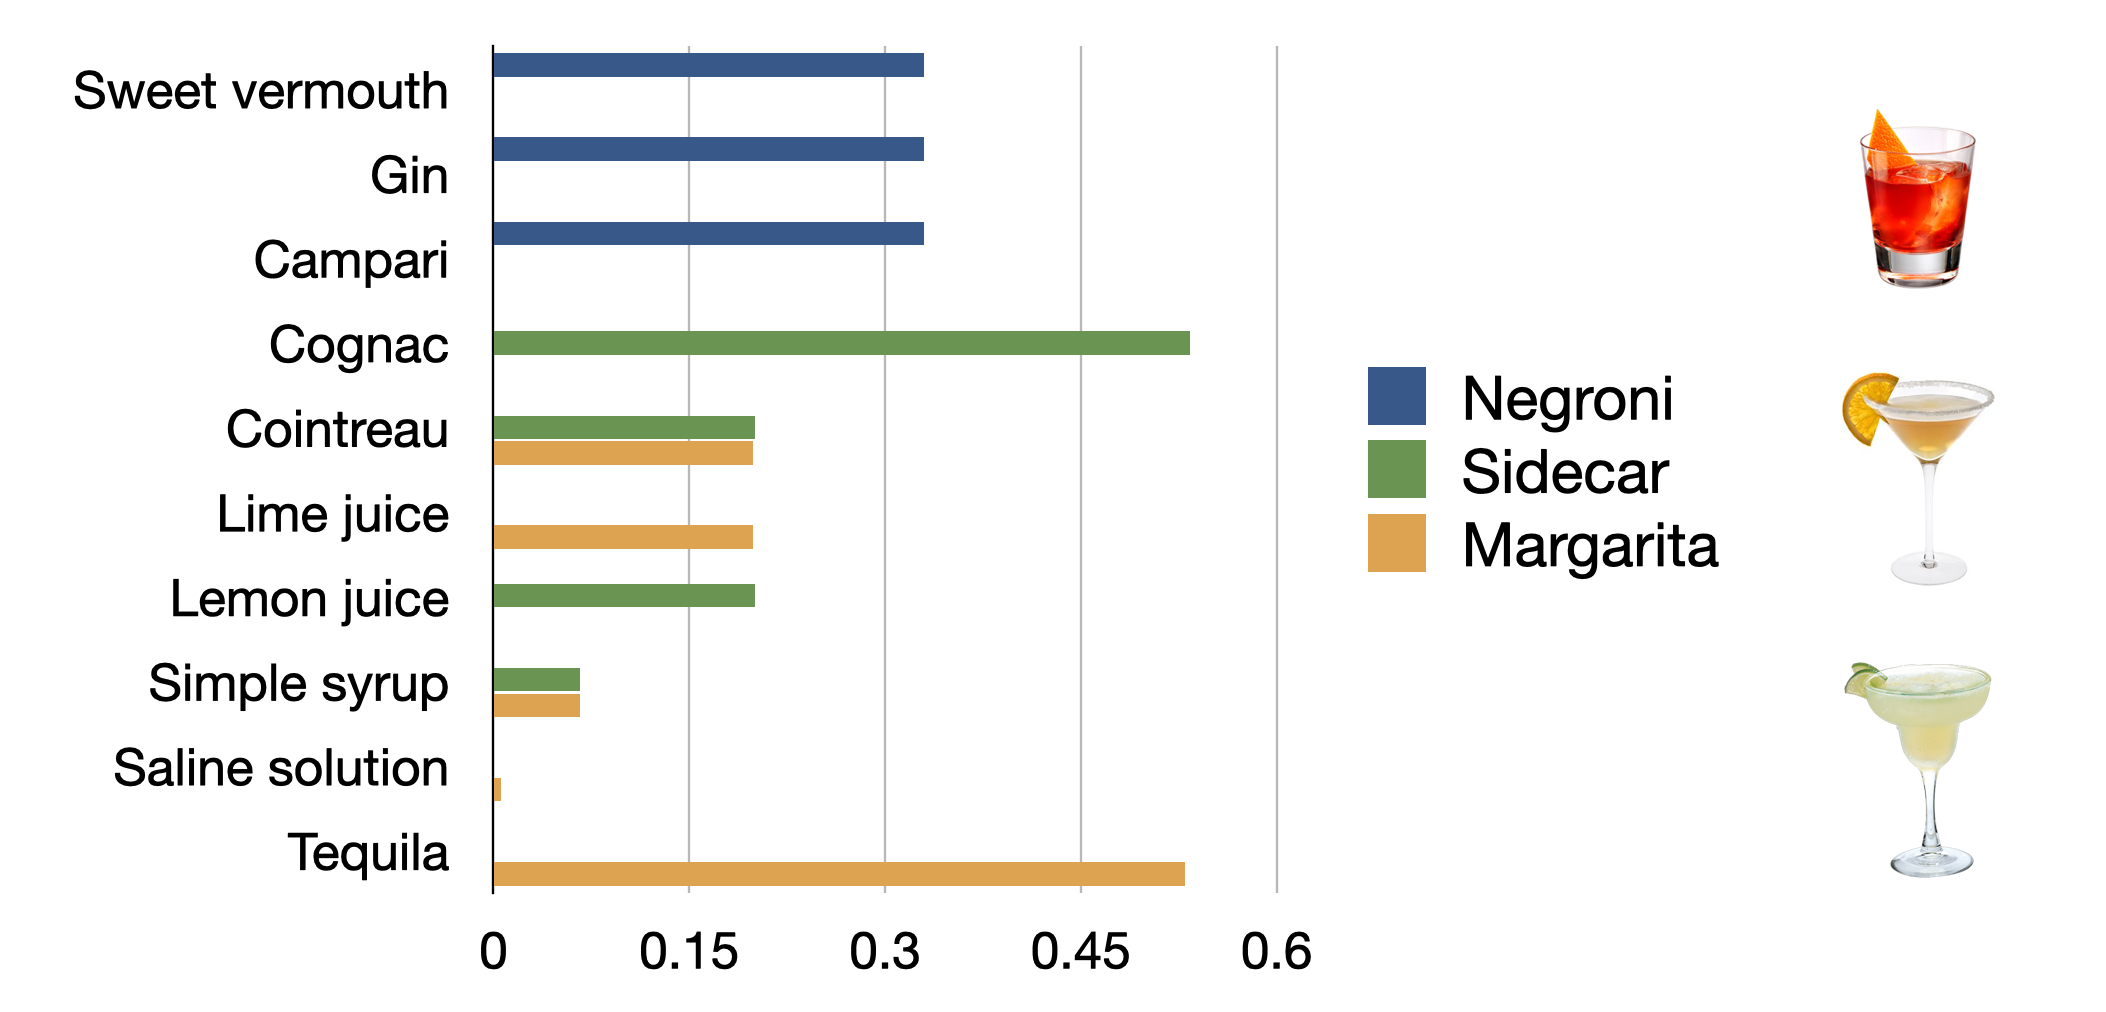 Sweet vermouth
Gin
Campari
Cognac
Cointreau
Lime juice
Lemon juice
Simple syrup
Saline solution
Tequila
0 0.15 0.3 0.45 0.6
Negroni
Sidecar
Margarita